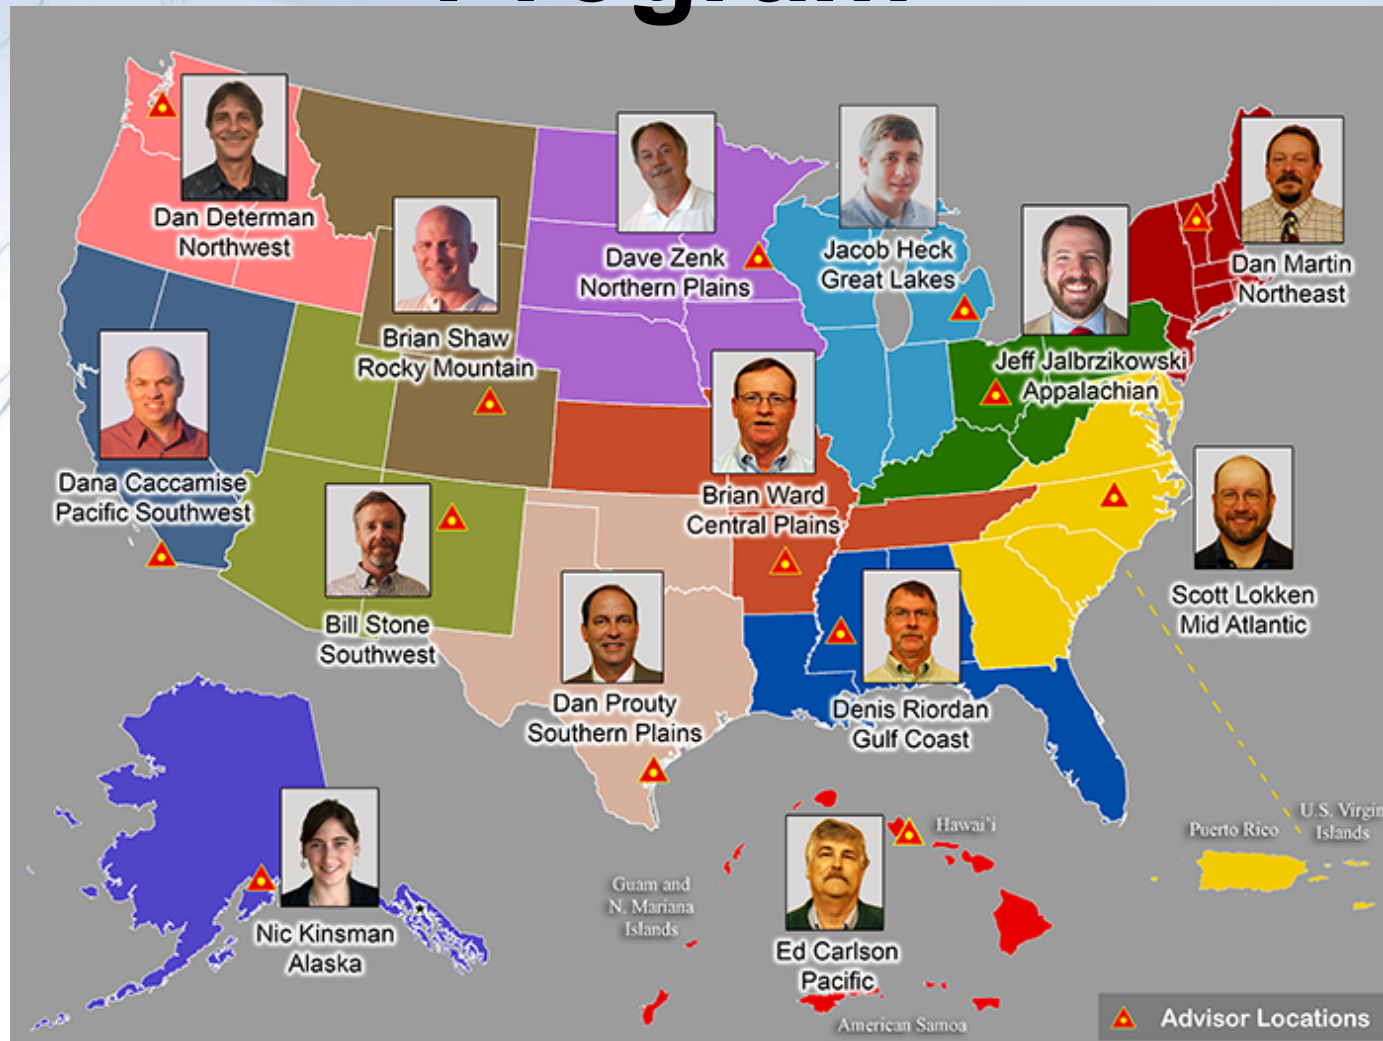 Program
Dan Determan
Northwest
Dave Zenk
Northern Plains
Jacob Heck
Great Lakes
Dan Martin
Northeast
Brian Shaw
Rocky Mountain
Jeff Jalbrzikowski
Appalachian
Dana Caccamise
Pacific Southwest
Brian Ward
Central Plains
Scott Lokken
Mid Atlantic
Bill Stone
Southwest
Dan Prouty
Southern Plains
Denis Riordan
Gulf Coast
Nic Kinsman
Alaska
Guam and
N. Mariana
Islands
Hawai'i
Ed Carlson
Pacific
American Samoa
Puerto Rico
U.S. Virgin
Islands
Advisor Locations